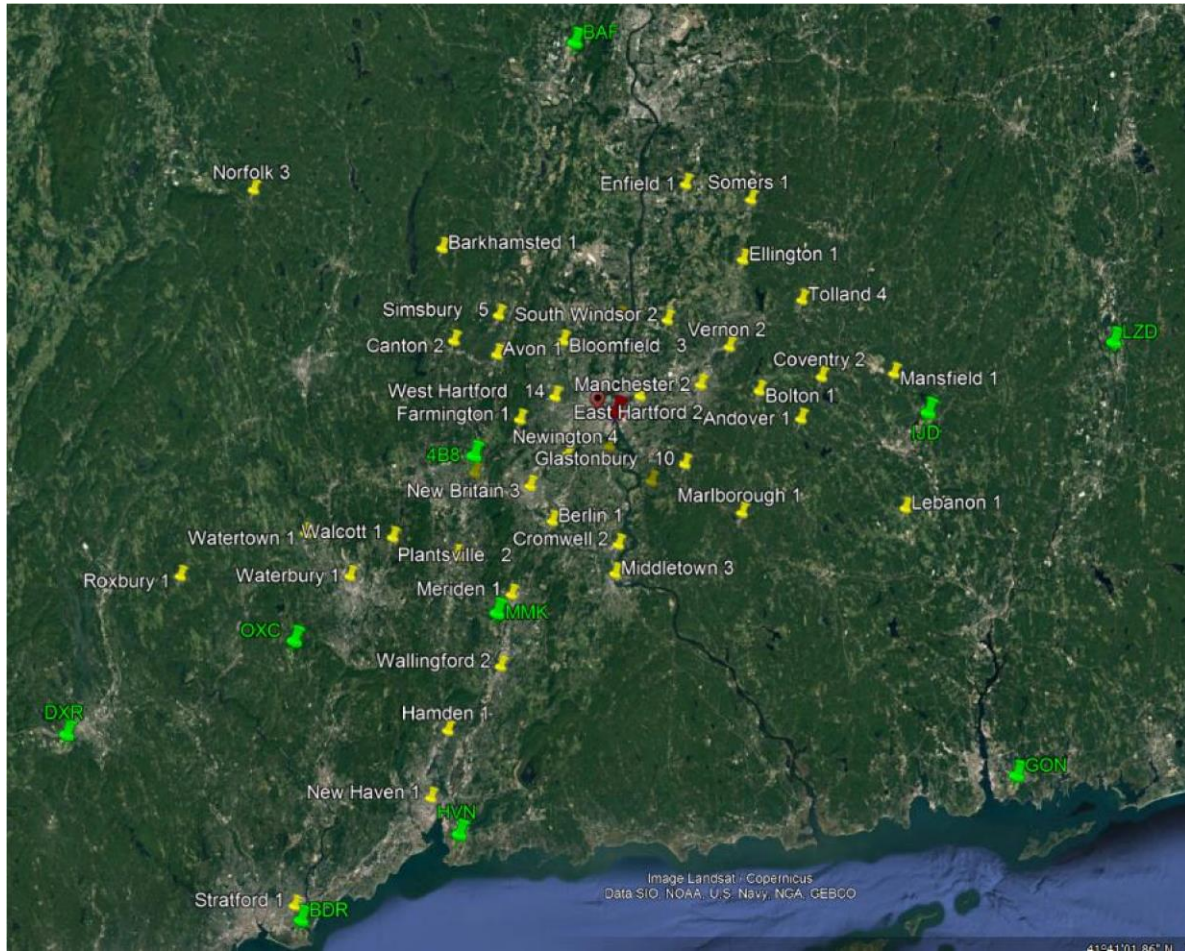 BAF
Norfolk 3
Enfield 1
Somers 1
Barkhamsted 1
Ellington 1
Tolland 4
Simsbury 5
South Windsor 2
Vernon 2
LZD
Canton 2
Avon 1
Bloomfield 3
Coventry 2
Mansfield 1
West Hartford 14
Manchester 2
Bolton 1
Farmington 1
East Hartford 2
Andover 1
IJD
Newington 4
4B8
Glastonbury 10
New Britain 3
Marlborough 1
Lebanon 1
Berlin 1
Watertown 1
Walcott 1
Cromwell 2
Plantsville 2
Roxbury 1
Waterbury 1
Middletown 3
Meriden 1
MMK
OXC
Wallingford 2
DXR
Hamden 1
GON
New Haven 1
HVN
Image Landsat / Copernicus
Data SIO, NOAA, U.S. Navy, NGA, GEBCO
Stratford 1
BDR
41°41'01.86" N